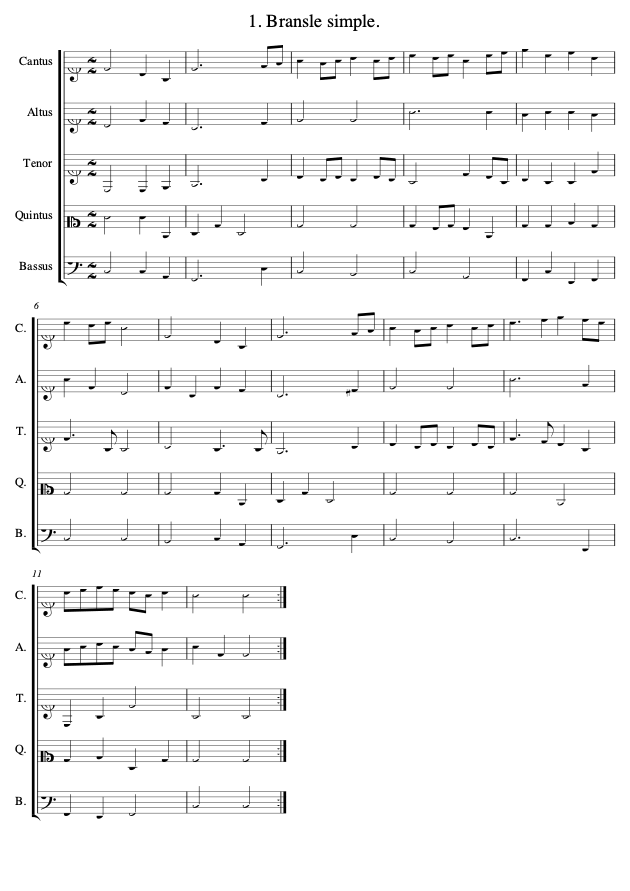 1. Bransle simple.
Cantus
Altus
Tenor
Quintus
Bassus
6
C.
A.
T.
Q.
B.
11
C.
A.
T.
Q.
B.